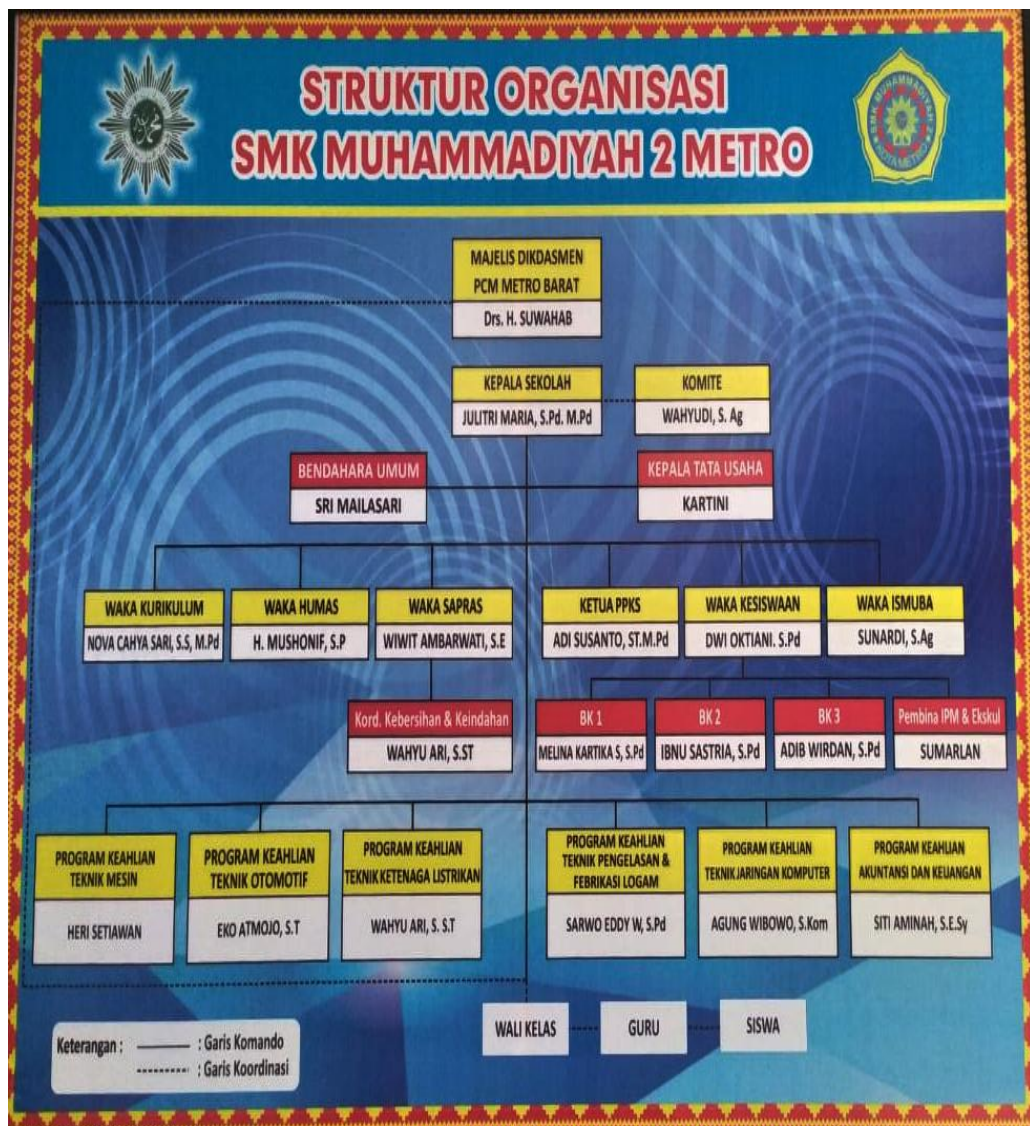 STRUKTUR ORGANISASI
SMK MUHAMMADIYAH 2 METRO
SMK MUHAMMADIYAH 2
KOTA METRO
MAJELIS DIKDASMEN
PCM METRO BARAT
Drs. H. SUWAHAB
KEPALA SEKOLAH
JULITRI MARIA, S.Pd. M.Pd
KOMITE
WAHYUDI, S. Ag
BENDAHARA UMUM
SRI MAILASARI
KEPALA TATA USAHA
KARTINI
WAKA KURIKULUM
NOVA CAHYA SARI, S.S, M.Pd
WAKA HUMAS
H. MUSHONIF, S.P
WAKA SAPRAS
WIWIT AMBARWATI, S.E
KETUA PPKS
ADI SUSANTO, ST.M.Pd
WAKA KESISWAAN
DWI OKTIANI. S.Pd
WAKA ISMUBA
SUNARDI, S.Ag
Kord. Kebersihan & Keindahan
WAHYU ARI, S.ST
BK 1
MELINA KARTIKA S, S.Pd
BK 2
IBNU SASTRIA, S.Pd
BK 3
ADIB WIRDAN, S.Pd
Pembina IPM & Ekskul
SUMARLAN
PROGRAM KEAHLIAN
TEKNIK MESIN
HERI SETIAWAN
PROGRAM KEAHLIAN
TEKNIK OTOMOTIF
EKO ATMOJO, S.T
PROGRAM KEAHLIAN
TEKNIK KETENAGA LISTRIKAN
WAHYU ARI, S. S.T
PROGRAM KEAHLIAN
TEKNIK PENGELASAN &
FEBRIKASI LOGAM
SARWO EDDY W, S.Pd
PROGRAM KEAHLIAN
TEKNIK JARINGAN KOMPUTER
AGUNG WIBOWO, S.Kom
PROGRAM KEAHLIAN
AKUNTANSI DAN KEUANGAN
SITI AMINAH, S.E.Sy
WALI KELAS
GURU
SISWA
Keterangan :
: Garis Komando
: Garis Koordinasi